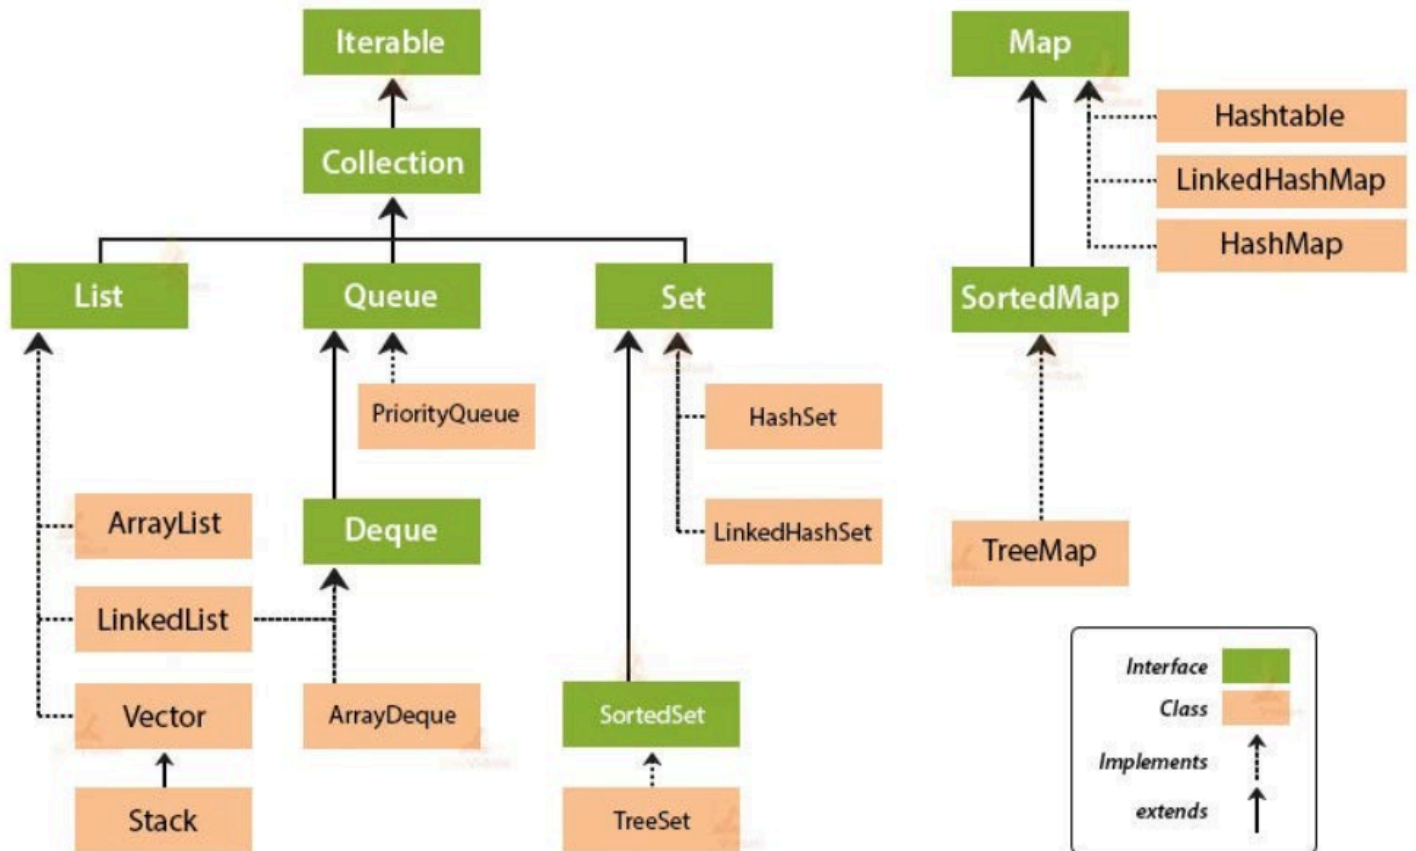 Iterable
Map
Hashtable
Collection
LinkedHashMap
HashMap
List
Queue
Set
SortedMap
PriorityQueue
HashSet
ArrayList
Deque
LinkedHashSet
TreeMap
LinkedList
Interface
Vector
ArrayDeque
SortedSet
Class
Implements
Stack
TreeSet
extends